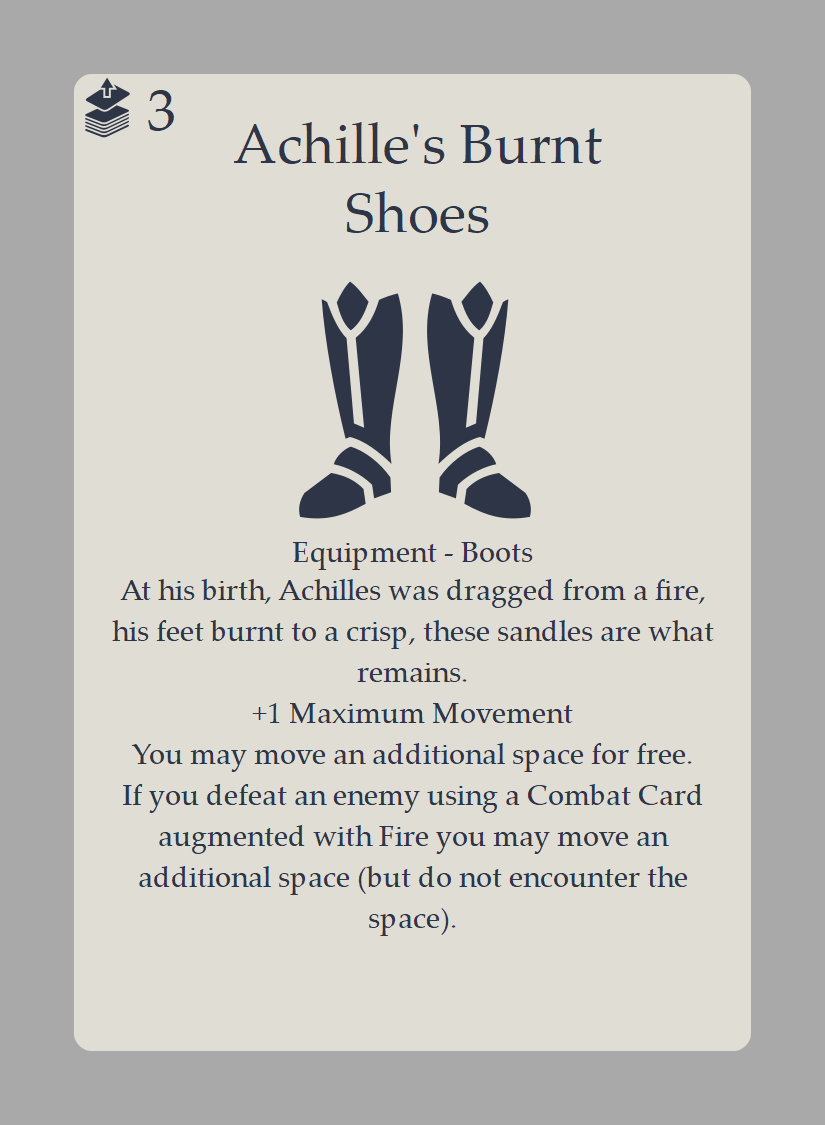 3
Achille's Burnt
Shoes
Equipment - Boots
At his birth, Achilles was dragged from a fire,
his feet burnt to a crisp, these sandles are what
remains.
+1 Maximum Movement
You may move an additional space for free.
If you defeat an enemy using a Combat Card
augmented with Fire you may move an
additional space (but do not encounter the
space).